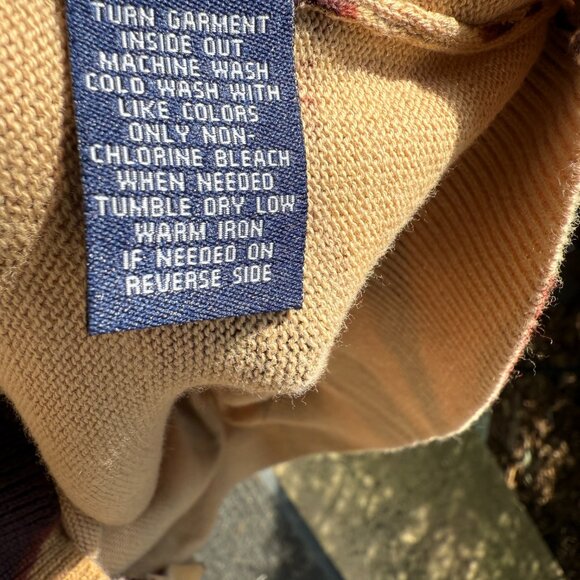 TURN GARMENT
INSIDE OUT
MACHINE WASH
COLD WASH WITH
LIKE COLORS
ONLY NON-
CHLORINE BLEACH
WHEN NEEDED
TUMBLE DRY LOW
WARM IRON
IF NEEDED ON
REVERSE SIDE